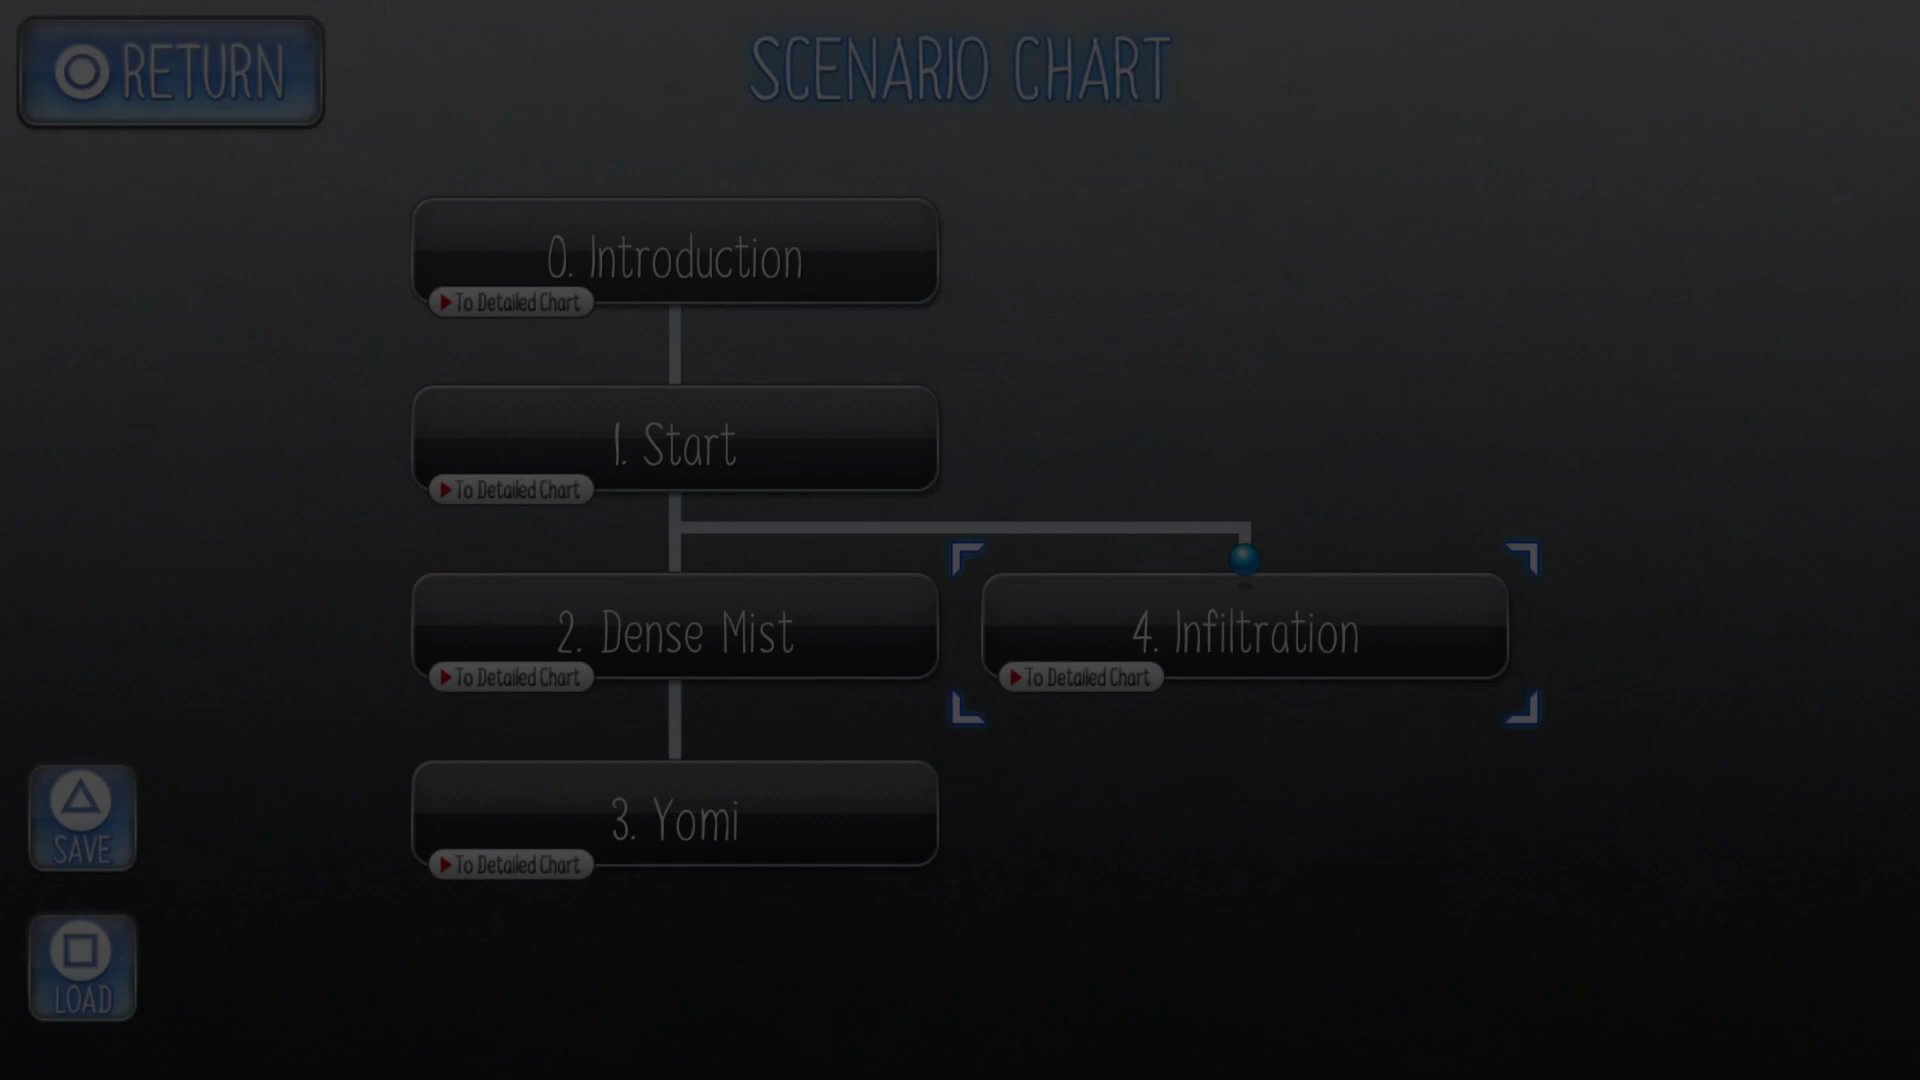 RETURN
SCENARIO CHART
0. Introduction
To Detailed Chart
1. Start
To Detailed Chart
2. Dense Mist
To Detailed Chart
4. Infiltration
To Detailed Chart
3. Yomi
To Detailed Chart
SAVE
LOAD